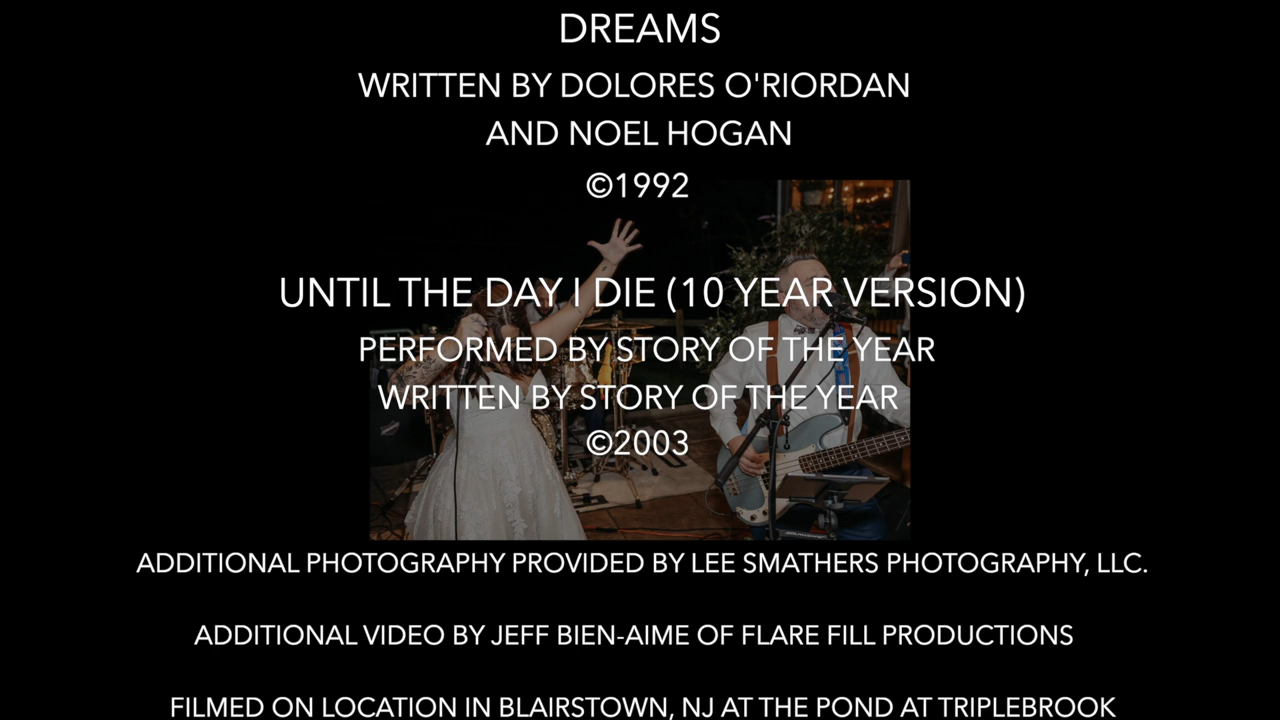 DREAMS
WRITTEN BY DOLORES O'RIORDAN
AND NOEL HOGAN
©1992
UNTIL THE DAY I DIE (10 YEAR VERSION)
PERFORMED BY STORY OF THE YEAR
WRITTEN BY STORY OF THE YEAR
©2003
ADDITIONAL PHOTOGRAPHY PROVIDED BY LEE SMATHERS PHOTOGRAPHY, LLC.
ADDITIONAL VIDEO BY JEFF BIEN-AIME OF FLARE FILL PRODUCTIONS
FILMED ON LOCATION IN BLAIRSTOWN, NJ AT THE POND AT TRIPLEBROOK